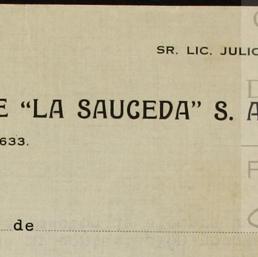 SR. LIC. JULIO
E "LA SAUCEDA" S. A
633.
de